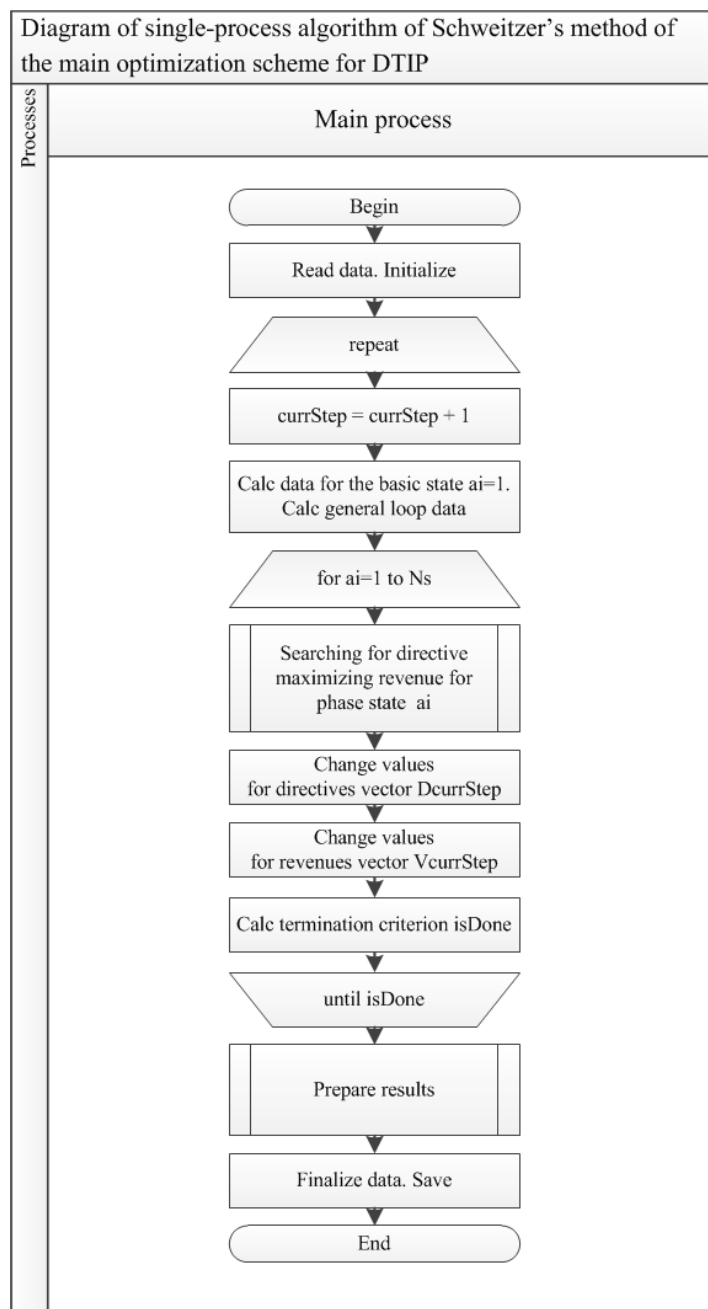 Diagram of single-process algorithm of Schweitzer's method of
the main optimization scheme for DTIP
Processes
Main process
Begin
Read data. Initialize
repeat
currStep = currStep + 1
Calc data for the basic state ai=1.
Calc general loop data
for ai=1 to Ns
Searching for directive
maximizing revenue for
phase state ai
Change values
for directives vector DcurrStep
Change values
for revenues vector VcurrStep
Calc termination criterion isDone
until isDone
Prepare results
Finalize data. Save
End